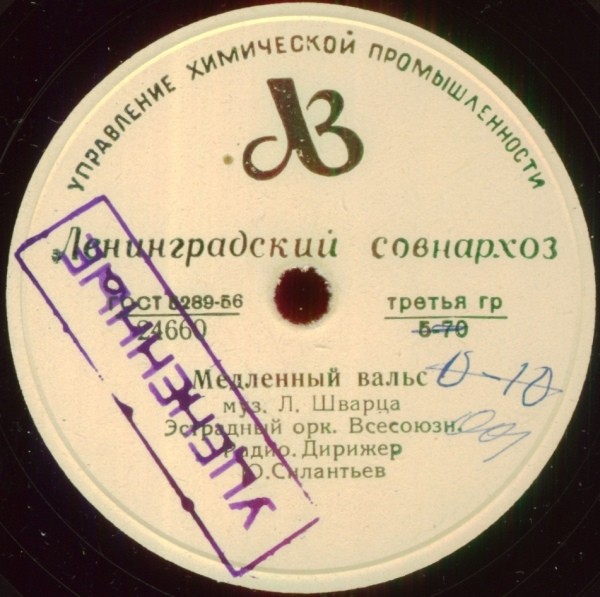 УПРАВЛЕНИЕ ХИМИЧЕСКОЙ ПРОМЫШЛЕННОСТИ
ЛЗ
Ленинградский совнархоз
ГОСТ 5289-56
третья гр
24660
5-70
0-10
Медленный вальс
муз. Л. Шварца
Эстрадный орк. Всесоюзн.
Радио. Дирижер
Ю. Силантьев
УЦЕНЕННЫЕ